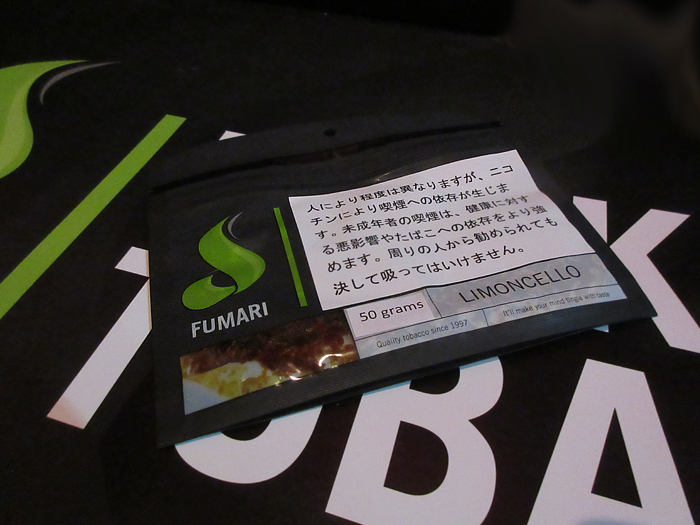 人により程度は異なりますが、ニコ
チンにより喫煙への依存が生じま
す。未成年者の喫煙は、健康に対す
る悪影響やたばこへの依存をより強
めます。周りの人から勧められても
決して吸ってはいけません。
FUMARI
50 grams
LIMONCELLO
Quality tobacco since 1997
It'll make your mind tingle with taste